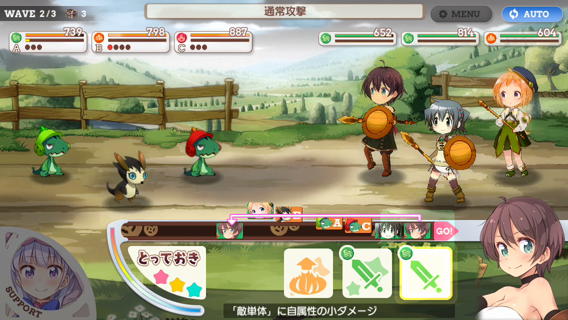 WAVE 2/3 3
通常攻撃
MENU
AUTO
A 739
B 798
C 887
652
814
604
A
C
GO!
とっておき
SUPPORT
「敵単体」に自属性の小ダメージ